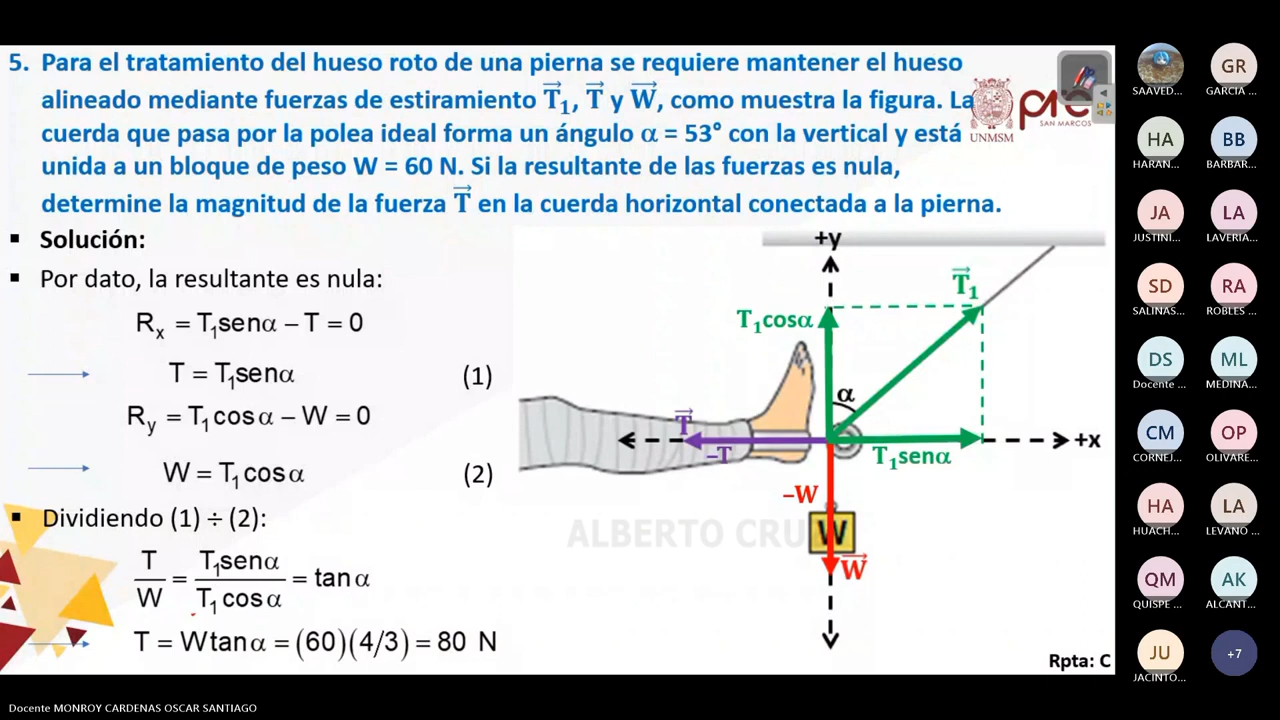 5. Para el tratamiento del hueso roto de una pierna se requiere mantener el hueso
alineado mediante fuerzas de estiramiento T⃗₁, T⃗ y W⃗, como muestra la figura. La
cuerda que pasa por la polea ideal forma un ángulo α = 53° con la vertical y está
unida a un bloque de peso W = 60 N. Si la resultante de las fuerzas es nula,
determine la magnitud de la fuerza T⃗ en la cuerda horizontal conectada a la pierna.
UNMSM
SAN MARCOS
▪ Solución:
▪ Por dato, la resultante es nula:
Rₓ = T₁senα – T = 0
T = T₁senα (1)
R_y = T₁cosα – W = 0
W = T₁cosα (2)
▪ Dividiendo (1) ÷ (2):
T/W = T₁senα/T₁cosα = tanα
T = Wtanα = (60)(4/3) = 80 N
+y
T⃗₁
T₁cosα
α
T⃗
–T
+x
T₁senα
–W
ALBERTO CRU
W
W⃗
Rpta: C
SAAVED...
GR
GARCIA ...
HA
HARAN...
BB
BARBAR...
JA
JUSTINI...
LA
LAVERIA...
SD
SALINAS...
RA
ROBLES ...
DS
Docente ...
ML
MEDINA...
CM
CORNEJ...
OP
OLIVARE...
HA
HUACH...
LA
LEVANO ...
QM
QUISPE ...
AK
ALCANT...
JU
JACINTO...
+7
Docente MONROY CARDENAS OSCAR SANTIAGO